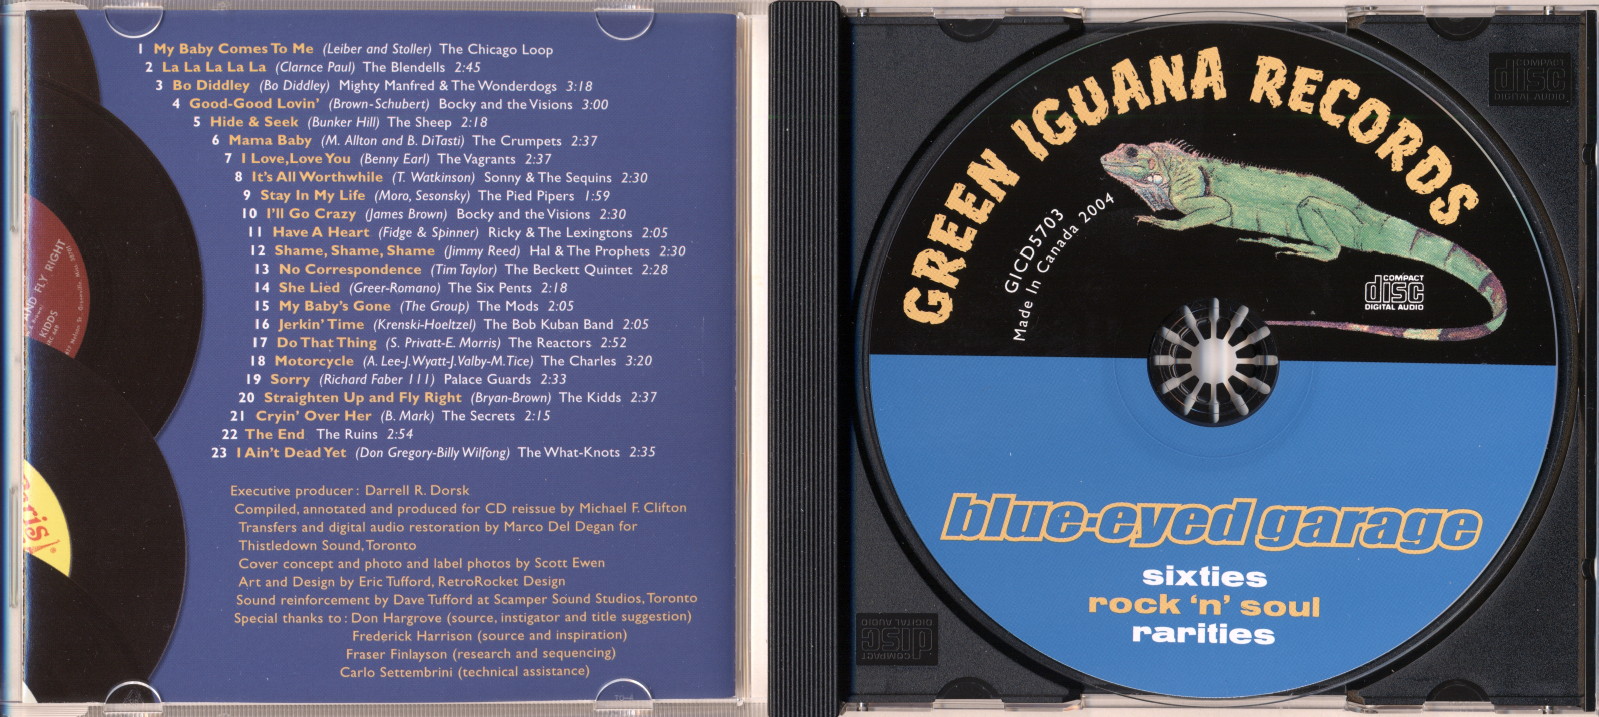 1 My Baby Comes To Me (Leiber and Stoller) The Chicago Loop
2 La La La La La (Clarnce Paul) The Blendells 2:45
3 Bo Diddley (Bo Diddley) Mighty Manfred & The Wonderdogs 3:18
4 Good-Good Lovin' (Brown-Schubert) Bocky and the Visions 3:00
5 Hide & Seek (Bunker Hill) The Sheep 2:18
6 Mama Baby (M. Allton and B. DiTasti) The Crumpets 2:37
7 I Love, Love You (Benny Earl) The Vagrants 2:37
8 It's All Worthwhile (T. Watkinson) Sonny & The Sequins 2:30
9 Stay In My Life (Moro, Sesonsky) The Pied Pipers 1:59
10 I'll Go Crazy (James Brown) Bocky and the Visions 2:30
11 Have A Heart (Fidge & Spinner) Ricky & The Lexingtons 2:05
12 Shame, Shame, Shame (Jimmy Reed) Hal & The Prophets 2:30
13 No Correspondence (Tim Taylor) The Beckett Quintet 2:28
14 She Lied (Greer-Romano) The Six Pents 2:18
15 My Baby's Gone (The Group) The Mods 2:05
16 Jerkin' Time (Krenski-Hoeltzel) The Bob Kuban Band 2:05
17 Do That Thing (S. Privatt-E. Morris) The Reactors 2:52
18 Motorcycle (A. Lee-J. Wyatt-J. Valby-M. Tice) The Charles 3:20
19 Sorry (Richard Faber 111) Palace Guards 2:33
20 Straighten Up and Fly Right (Bryan-Brown) The Kidds 2:37
21 Cryin' Over Her (B. Mark) The Secrets 2:15
22 The End The Ruins 2:54
23 I Ain't Dead Yet (Don Gregory-Billy Wilfong) The What-Knots 2:35
Executive producer: Darrell R. Dorsk
Compiled, annotated and produced for CD reissue by Michael F. Clifton
Transfers and digital audio restoration by Marco Del Degan for
Thistledown Sound, Toronto
Cover concept and photo and label photos by Scott Ewen
Art and Design by Eric Tufford, RetroRocket Design
Sound reinforcement by Dave Tufford at Scamper Sound Studios, Toronto
Special thanks to: Don Hargrove (source, instigator and title suggestion)
Frederick Harrison (source and inspiration)
Fraser Finlayson (research and sequencing)
Carlo Settembrini (technical assistance)
AND FLY RIGHT
KIDDS
GREEN IGUANA RECORDS
GICD5703
Made In Canada 2004
COMPACT
disc
DIGITAL AUDIO
blue-eyed garage
sixties
rock 'n' soul
rarities
COMPACT
disc
DIGITAL AUDIO
COMPACT
disc
DIGITAL AUDIO